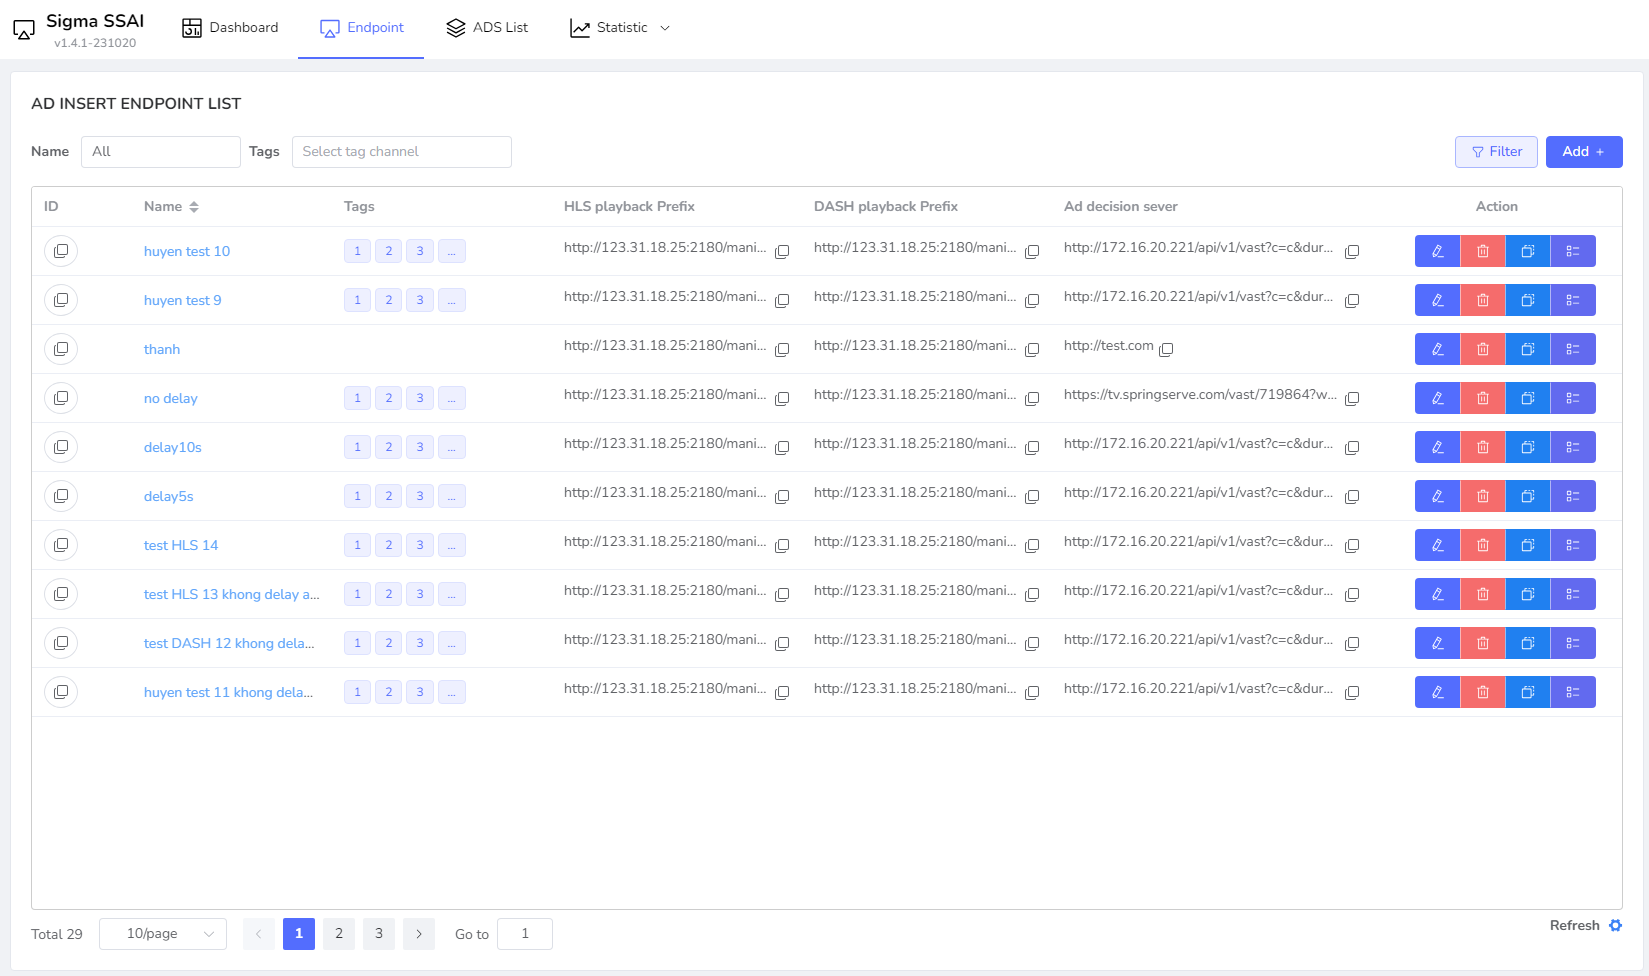 Sigma SSAI
v1.4.1-231020
Dashboard
Endpoint
ADS List
Statistic
AD INSERT ENDPOINT LIST
Name
All
Tags
Select tag channel
Filter
Add +
ID Name Tags HLS playback Prefix DASH playback Prefix Ad decision sever Action
huyen test 10 1 2 3 ... http://123.31.18.25:2180/mani... http://123.31.18.25:2180/mani... http://172.16.20.221/api/v1/vast?c=c&dur...
huyen test 9 1 2 3 ... http://123.31.18.25:2180/mani... http://123.31.18.25:2180/mani... http://172.16.20.221/api/v1/vast?c=c&dur...
thanh http://123.31.18.25:2180/mani... http://123.31.18.25:2180/mani... http://test.com
no delay 1 2 3 ... http://123.31.18.25:2180/mani... http://123.31.18.25:2180/mani... https://tv.springserve.com/vast/719864?w...
delay10s 1 2 3 ... http://123.31.18.25:2180/mani... http://123.31.18.25:2180/mani... http://172.16.20.221/api/v1/vast?c=c&dur...
delay5s 1 2 3 ... http://123.31.18.25:2180/mani... http://123.31.18.25:2180/mani... http://172.16.20.221/api/v1/vast?c=c&dur...
test HLS 14 1 2 3 ... http://123.31.18.25:2180/mani... http://123.31.18.25:2180/mani... http://172.16.20.221/api/v1/vast?c=c&dur...
test HLS 13 khong delay a... 1 2 3 ... http://123.31.18.25:2180/mani... http://123.31.18.25:2180/mani... http://172.16.20.221/api/v1/vast?c=c&dur...
test DASH 12 khong dela... 1 2 3 ... http://123.31.18.25:2180/mani... http://123.31.18.25:2180/mani... http://172.16.20.221/api/v1/vast?c=c&dur...
huyen test 11 khong dela... 1 2 3 ... http://123.31.18.25:2180/mani... http://123.31.18.25:2180/mani... http://172.16.20.221/api/v1/vast?c=c&dur...
Total 29 10/page < 1 2 3 > Go to 1
Refresh